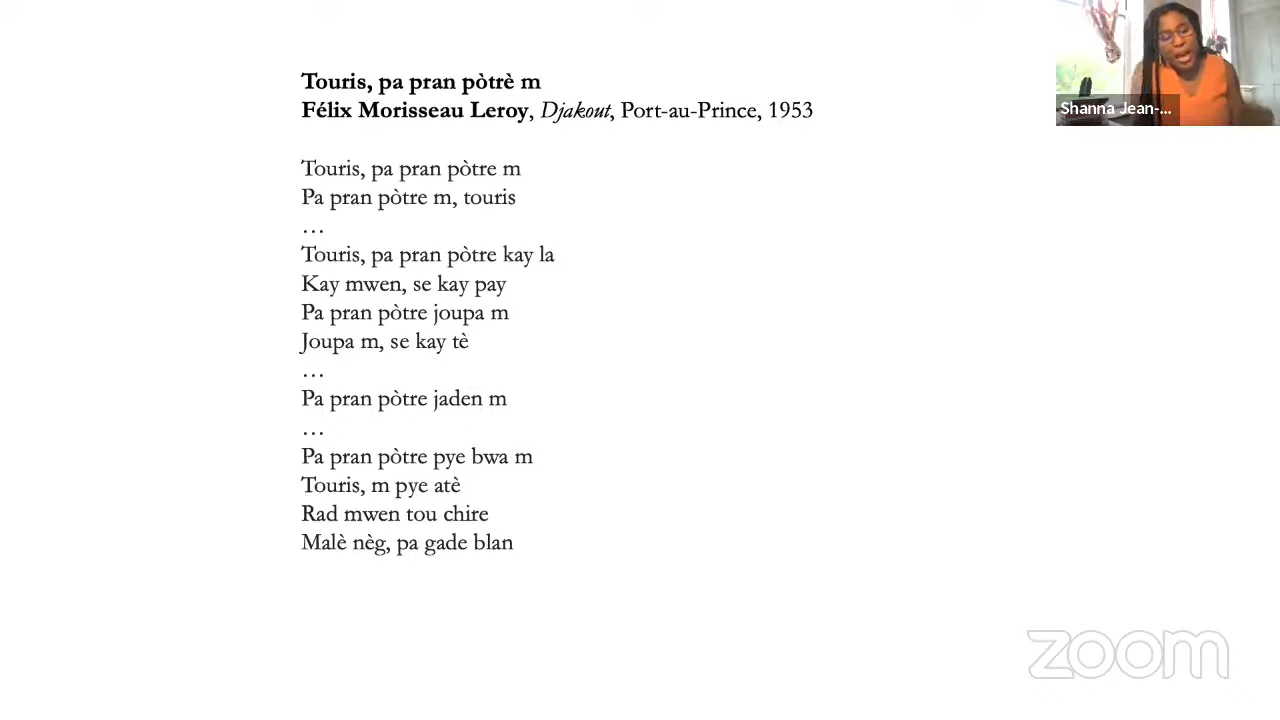 Touris, pa pran pòtrè m
Félix Morisseau Leroy, Djakout, Port-au-Prince, 1953
Touris, pa pran pòtre m
Pa pran pòtre m, touris
…
Touris, pa pran pòtre kay la
Kay mwen, se kay pay
Pa pran pòtre joupa m
Joupa m, se kay tè
…
Pa pran pòtre jaden m
…
Pa pran pòtre pye bwa m
Touris, m pye atè
Rad mwen tou chire
Malè nèg, pa gade blan
Shanna Jean-...
zoom